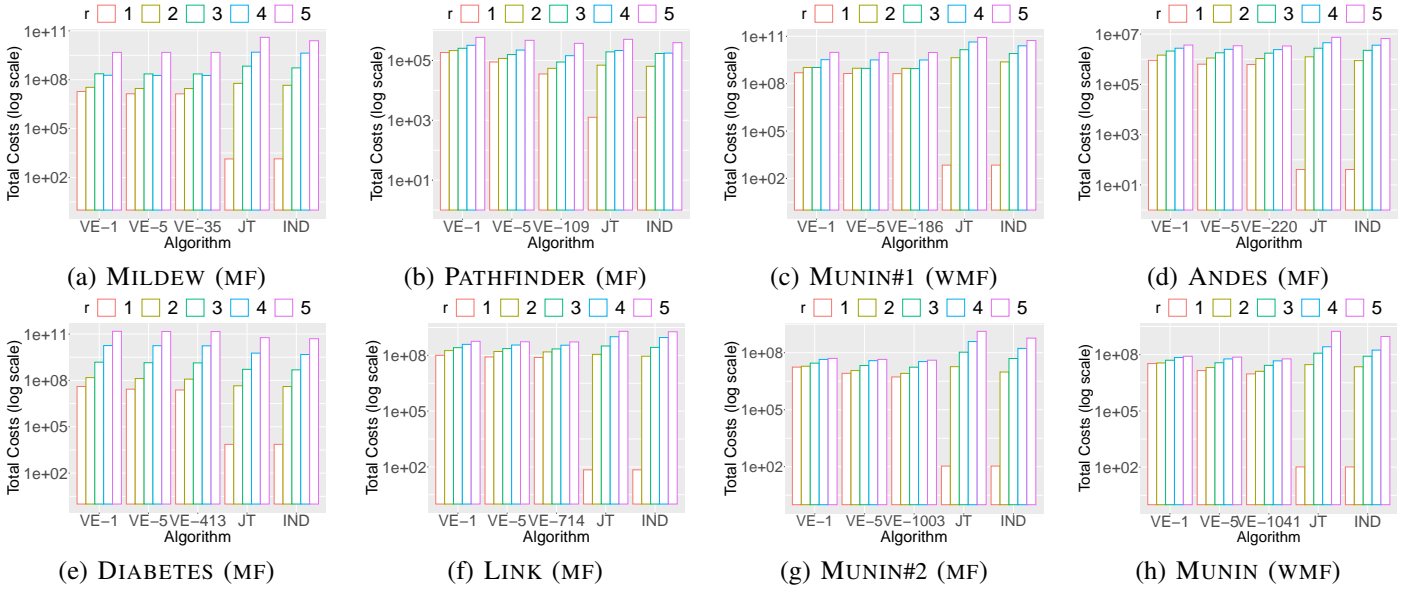 r 1 2 3 4 5
r 1 2 3 4 5
r 1 2 3 4 5
r 1 2 3 4 5
Total Costs (log scale)
1e+11
1e+08
1e+05
1e+02
VE−1 VE−5 VE−35 JT IND
Algorithm
(a) MILDEW (MF)
Total Costs (log scale)
1e+05
1e+03
1e+01
VE−1 VE−5 VE−109 JT IND
Algorithm
(b) PATHFINDER (MF)
Total Costs (log scale)
1e+11
1e+08
1e+05
1e+02
VE−1 VE−5 VE−186 JT IND
Algorithm
(c) MUNIN#1 (WMF)
Total Costs (log scale)
1e+07
1e+05
1e+03
1e+01
VE−1 VE−5 VE−220 JT IND
Algorithm
(d) ANDES (MF)
r 1 2 3 4 5
r 1 2 3 4 5
r 1 2 3 4 5
r 1 2 3 4 5
Total Costs (log scale)
1e+11
1e+08
1e+05
1e+02
VE−1 VE−5 VE−413 JT IND
Algorithm
(e) DIABETES (MF)
Total Costs (log scale)
1e+08
1e+05
1e+02
VE−1 VE−5 VE−714 JT IND
Algorithm
(f) LINK (MF)
Total Costs (log scale)
1e+08
1e+05
1e+02
VE−1 VE−5 VE−1003 JT IND
Algorithm
(g) MUNIN#2 (MF)
Total Costs (log scale)
1e+08
1e+05
1e+02
VE−1 VE−5 VE−1041 JT IND
Algorithm
(h) MUNIN (WMF)